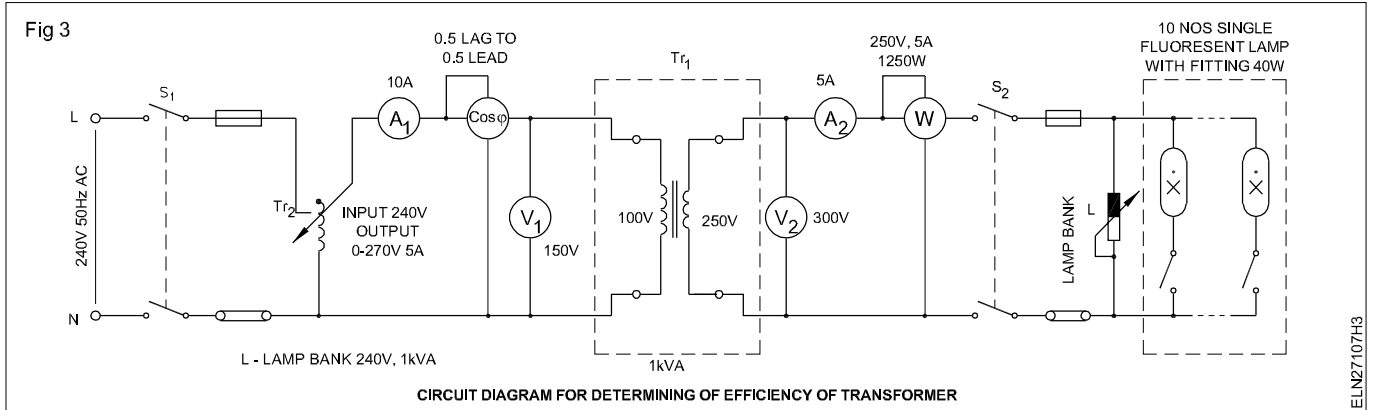 Fig 3
0.5 LAG TO
0.5 LEAD
10A
S1
L
A1
Cosφ
240V 50Hz AC
Tr2
INPUT 240V
OUTPUT
0-270V 5A
V1
150V
N
L - LAMP BANK 240V, 1kVA
Tr1
100V
250V
1kVA
250V, 5A
1250W
5A
A2
W
V2
300V
S2
L
LAMP BANK
10 NOS SINGLE
FLUORESENT LAMP
WITH FITTING 40W
ELN27107H3
CIRCUIT DIAGRAM FOR DETERMINING OF EFFICIENCY OF TRANSFORMER